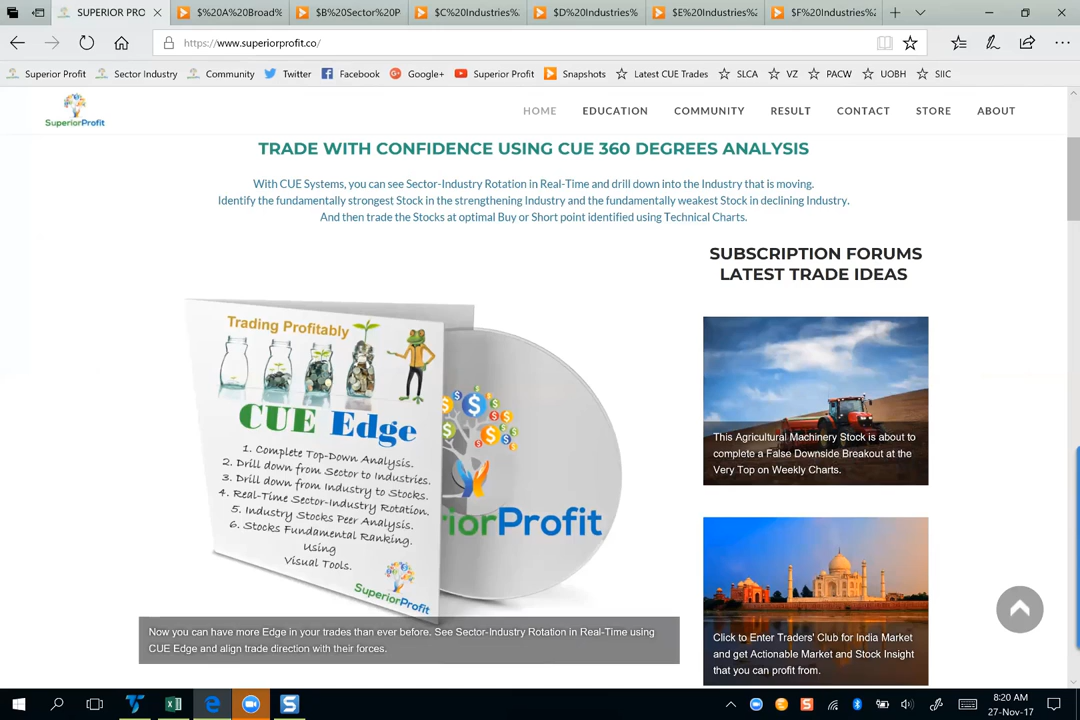 SUPERIOR PRO
$%20A%20Broad%
$B%20Sector%20P
$C%20Industries%
$D%20Industries%
$E%20Industries%
$F%20Industries%
https://www.superiorprofit.co/
Superior Profit
Sector Industry
Community
Twitter
Facebook
Google+
Superior Profit
Snapshots
Latest CUE Trades
SLCA
VZ
PACW
UOBH
SIIC
SuperiorProfit
HOME
EDUCATION
COMMUNITY
RESULT
CONTACT
STORE
ABOUT
TRADE WITH CONFIDENCE USING CUE 360 DEGREES ANALYSIS
With CUE Systems, you can see Sector-Industry Rotation in Real-Time and drill down into the Industry that is moving.
Identify the fundamentally strongest Stock in the strengthening Industry and the fundamentally weakest Stock in declining Industry.
And then trade the Stocks at optimal Buy or Short point identified using Technical Charts.
Trading Profitably
CUE Edge
1. Complete Top-Down Analysis.
2. Drill down from Sector to Industries.
3. Drill down from Industry to Stocks.
4. Real-Time Sector-Industry Rotation.
5. Industry Stocks Peer Analysis.
6. Stocks Fundamental Ranking.
Using
Visual Tools.
SuperiorProfit
iorProfit
Now you can have more Edge in your trades than ever before. See Sector-Industry Rotation in Real-Time using
CUE Edge and align trade direction with their forces.
SUBSCRIPTION FORUMS
LATEST TRADE IDEAS
This Agricultural Machinery Stock is about to
complete a False Downside Breakout at the
Very Top on Weekly Charts.
Click to Enter Traders' Club for India Market
and get Actionable Market and Stock Insight
that you can profit from.
8:20 AM
27-Nov-17